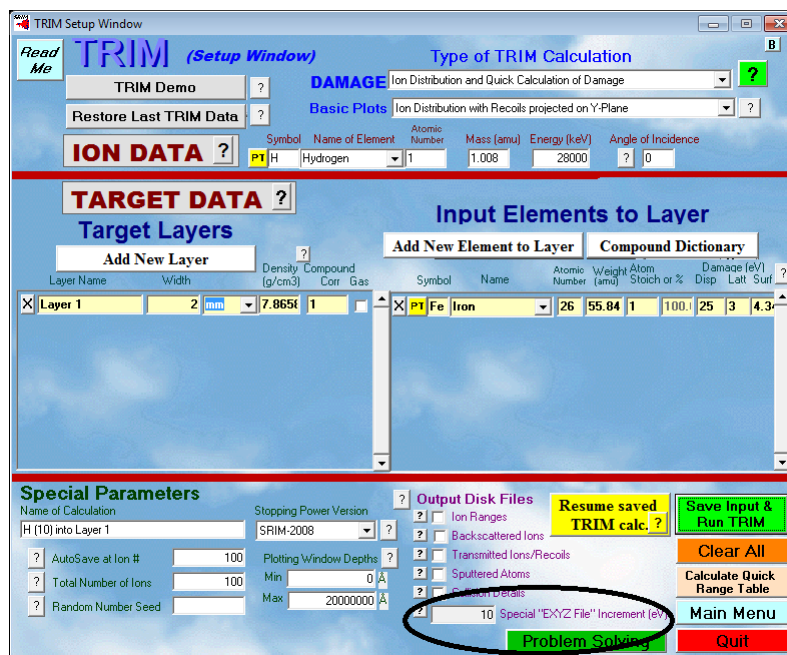 TRIM Setup Window
Read Me
TRIM (Setup Window)
Type of TRIM Calculation
B
TRIM Demo ?
DAMAGE Ion Distribution and Quick Calculation of Damage ?
Restore Last TRIM Data ?
Basic Plots Ion Distribution with Recoils projected on Y-Plane ?
Symbol Name of Element Atomic Number Mass (amu) Energy (keV) Angle of Incidence
ION DATA ? PT H Hydrogen 1 1.008 28000 ? 0
TARGET DATA ?
Target Layers
Input Elements to Layer
Add New Layer
Add New Element to Layer Compound Dictionary
Layer Name Width Density (g/cm3) Compound Corr Gas ?
Symbol Name Atomic Number Weight (amu) Atom Stoich or % Damage (eV) Disp Latt Surf ?
X Layer 1 2 mm 7.8658 1
X PT Fe Iron 26 55.84 1 100. 25 3 4.34
Special Parameters
Name of Calculation
H (10) into Layer 1
Stopping Power Version
SRIM-2008 ?
? AutoSave at Ion # 100
? Total Number of Ions 100
? Random Number Seed
Plotting Window Depths ?
Min 0 Å
Max 20000000 Å
? Output Disk Files
? Ion Ranges
? Backscattered Ions
? Transmitted Ions/Recoils
? Sputtered Atoms
? Collision Details
? 10 Special "EXYZ File" Increment (eV)
Resume saved TRIM calc. ?
Problem Solving
Save Input & Run TRIM
Clear All
Calculate Quick Range Table
Main Menu
Quit